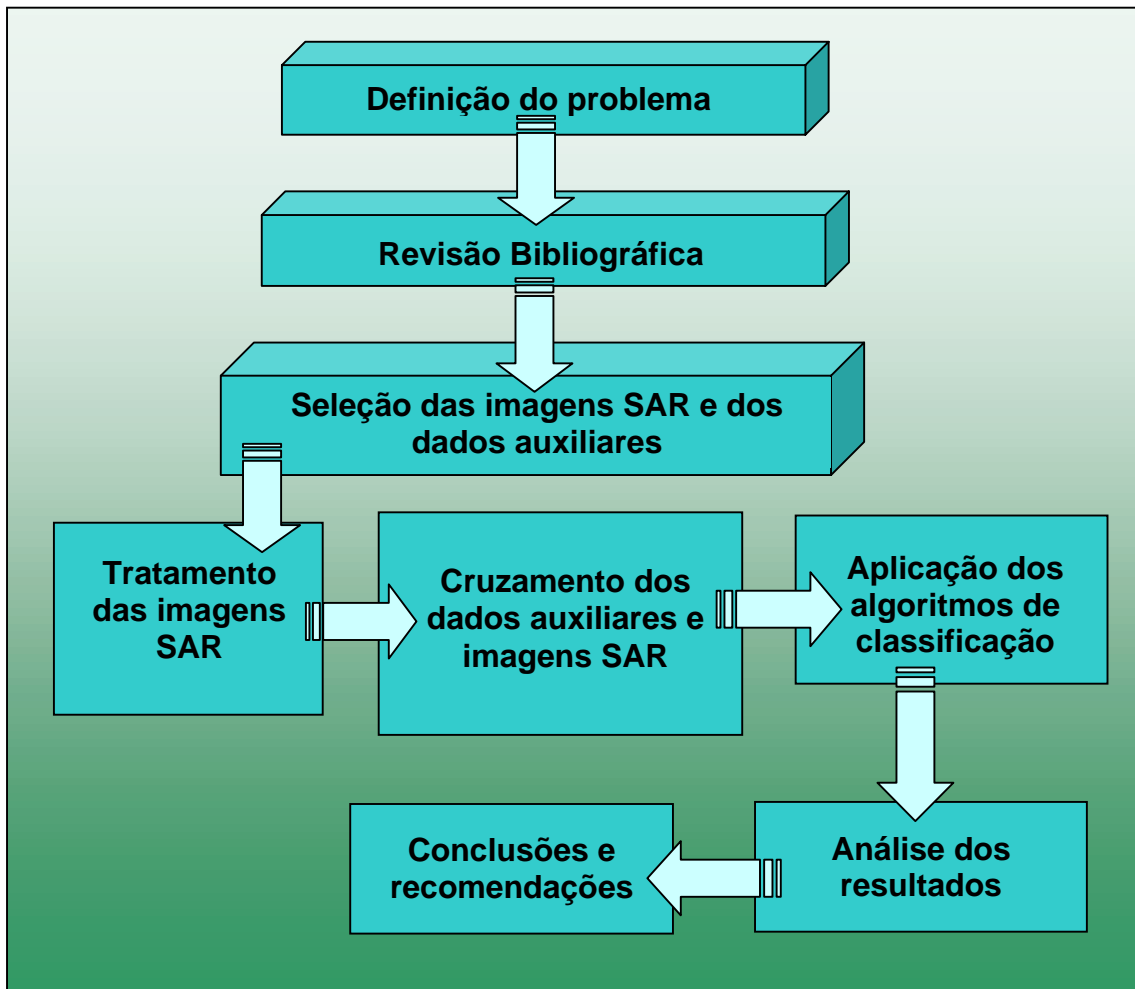 Definição do problema
Revisão Bibliográfica
Seleção das imagens SAR e dos
dados auxiliares
Tratamento
das imagens
SAR
Cruzamento dos
dados auxiliares e
imagens SAR
Aplicação dos
algoritmos de
classificação
Análise dos
resultados
Conclusões e
recomendações